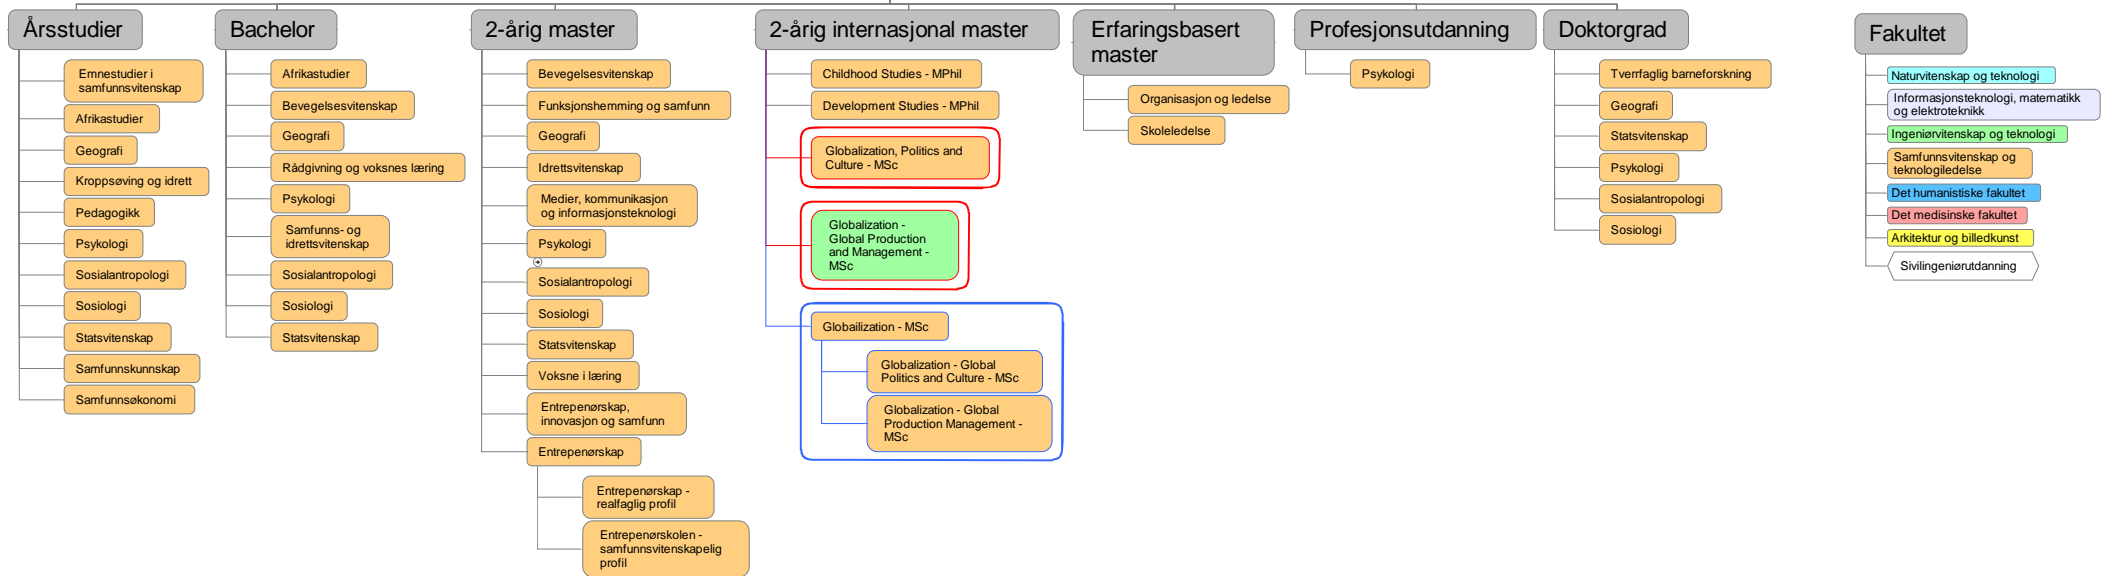 Årsstudier
Emnestudier i
samfunnsvitenskap
Afrikastudier
Geografi
Kroppsøving og idrett
Pedagogikk
Psykologi
Sosialantropologi
Sosiologi
Statsvitenskap
Samfunnskunnskap
Samfunnsøkonomi
Bachelor
Afrikastudier
Bevegelsesvitenskap
Geografi
Rådgivning og voksnes læring
Psykologi
Samfunns- og
idrettsvitenskap
Sosialantropologi
Sosiologi
Statsvitenskap
2-årig master
Bevegelsesvitenskap
Funksjonshemming og samfunn
Geografi
Idrettsvitenskap
Medier, kommunikasjon
og informasjonsteknologi
Psykologi
Sosialantropologi
Sosiologi
Statsvitenskap
Voksne i læring
Entrepenørskap,
innovasjon og samfunn
Entrepenørskap
Entrepenørskap -
realfaglig profil
Entrepenørskolen -
samfunnsvitenskapelig
profil
2-årig internasjonal master
Childhood Studies - MPhil
Development Studies - MPhil
Globalization, Politics and
Culture - MSc
Globalization -
Global Production
and Management -
MSc
Globailization - MSc
Globalization - Global
Politics and Culture - MSc
Globalization - Global
Production Management -
MSc
Erfaringsbasert
master
Organisasjon og ledelse
Skoleledelse
Profesjonsutdanning
Psykologi
Doktorgrad
Tverrfaglig barneforskning
Geografi
Statsvitenskap
Psykologi
Sosialantropologi
Sosiologi
Fakultet
Naturvitenskap og teknologi
Informasjonsteknologi, matematikk
og elektroteknikk
Ingeniørvitenskap og teknologi
Samfunnsvitenskap og
teknologiledelse
Det humanistiske fakultet
Det medisinske fakultet
Arkitektur og billedkunst
Sivilingeniørutdanning